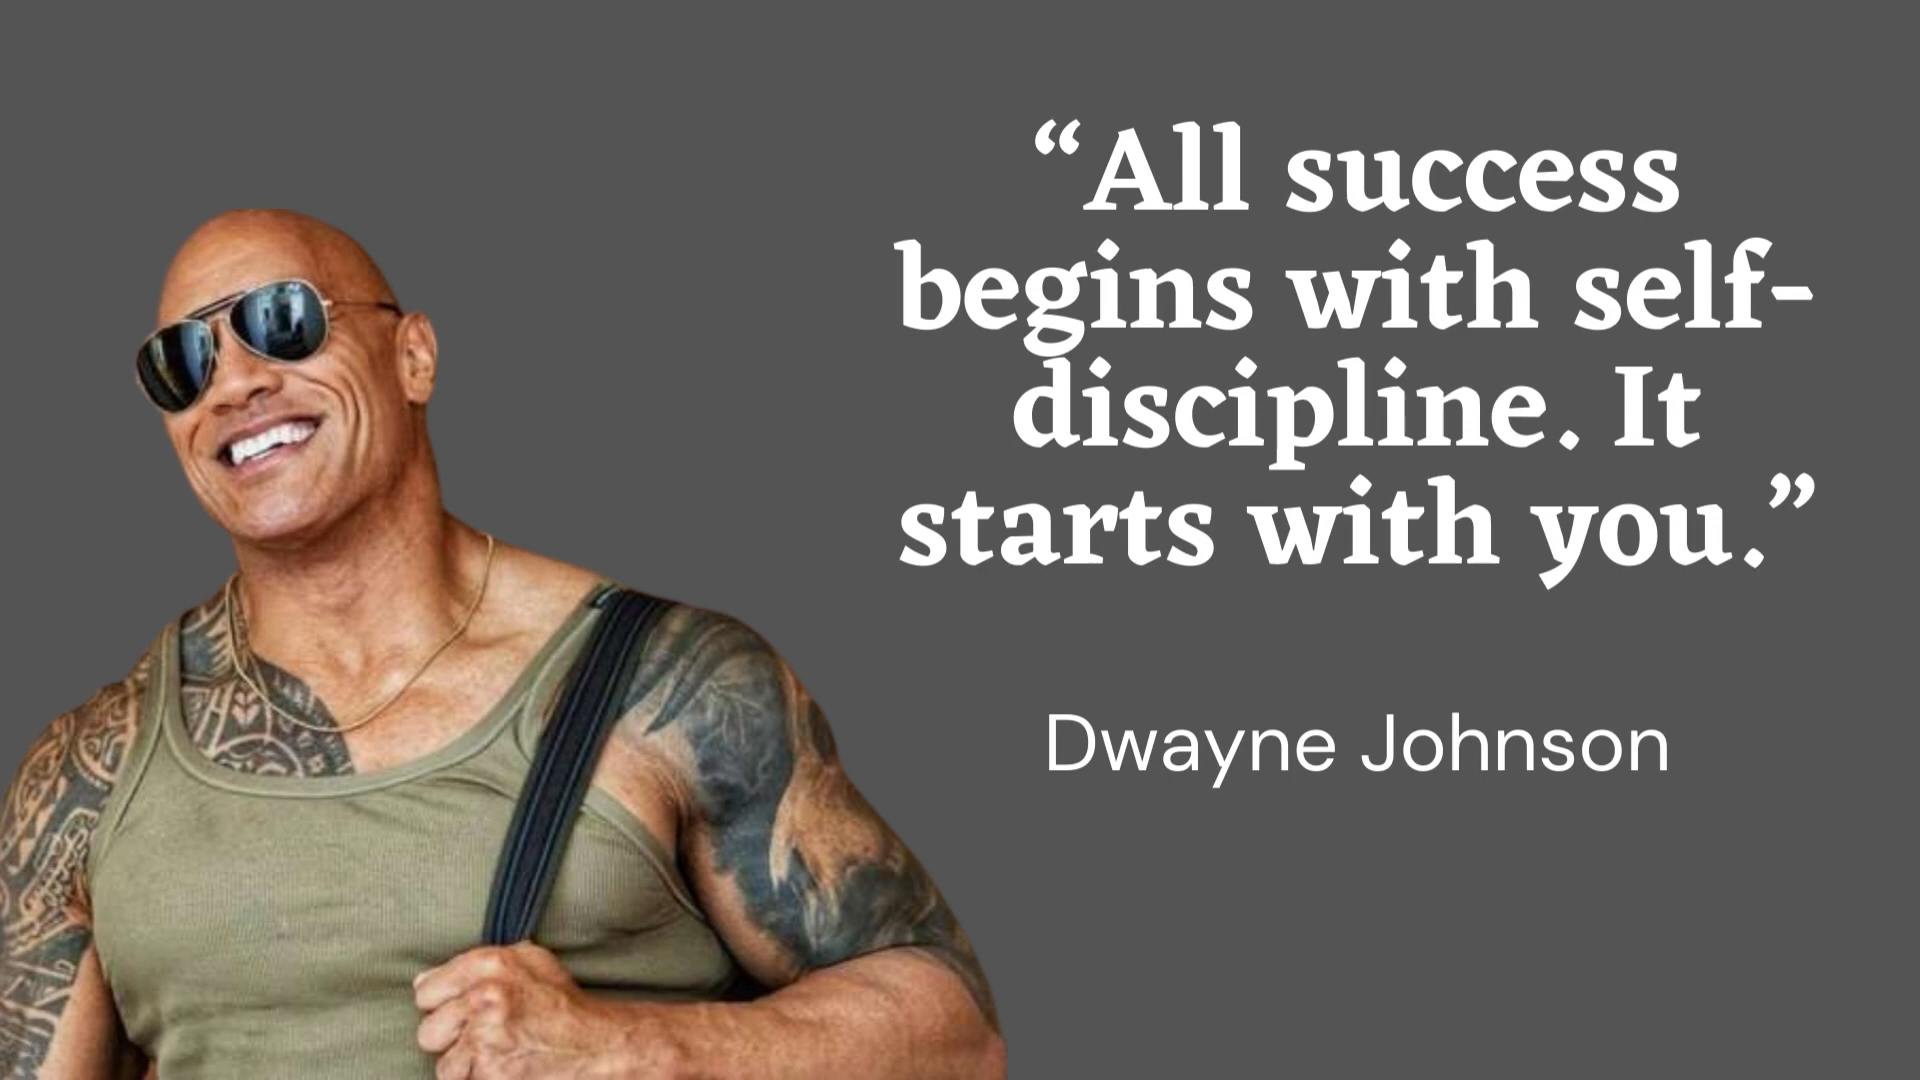 “All success
begins with self-
discipline. It
starts with you.”
Dwayne Johnson